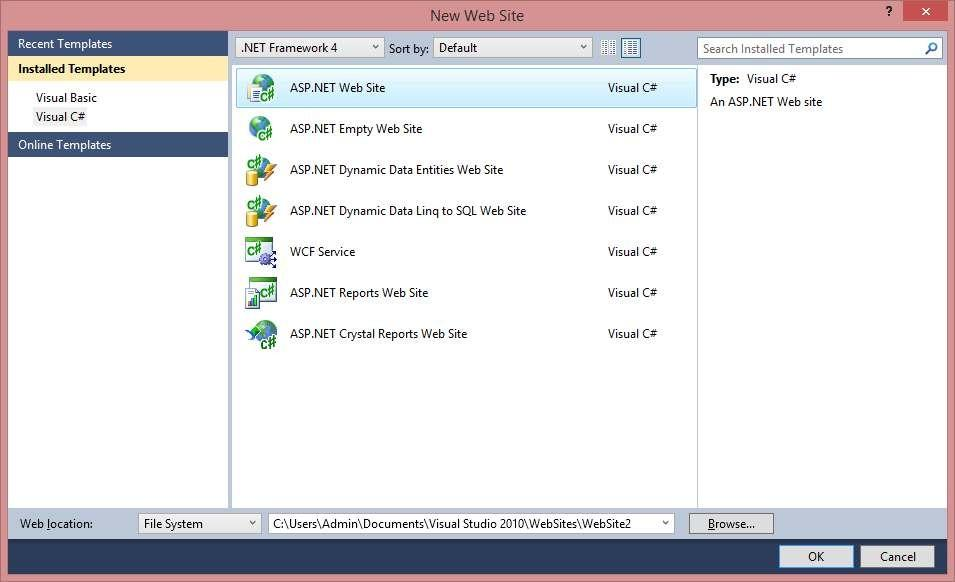 New Web Site
?
Recent Templates
Installed Templates
Visual Basic
Visual C#
Online Templates
.NET Framework 4
Sort by: Default
Search Installed Templates
ASP.NET Web Site Visual C#
ASP.NET Empty Web Site Visual C#
ASP.NET Dynamic Data Entities Web Site Visual C#
ASP.NET Dynamic Data Linq to SQL Web Site Visual C#
WCF Service Visual C#
ASP.NET Reports Web Site Visual C#
ASP.NET Crystal Reports Web Site Visual C#
Type: Visual C#
An ASP.NET Web site
Web location: File System C:\Users\Admin\Documents\Visual Studio 2010\WebSites\WebSite2 Browse...
OK Cancel